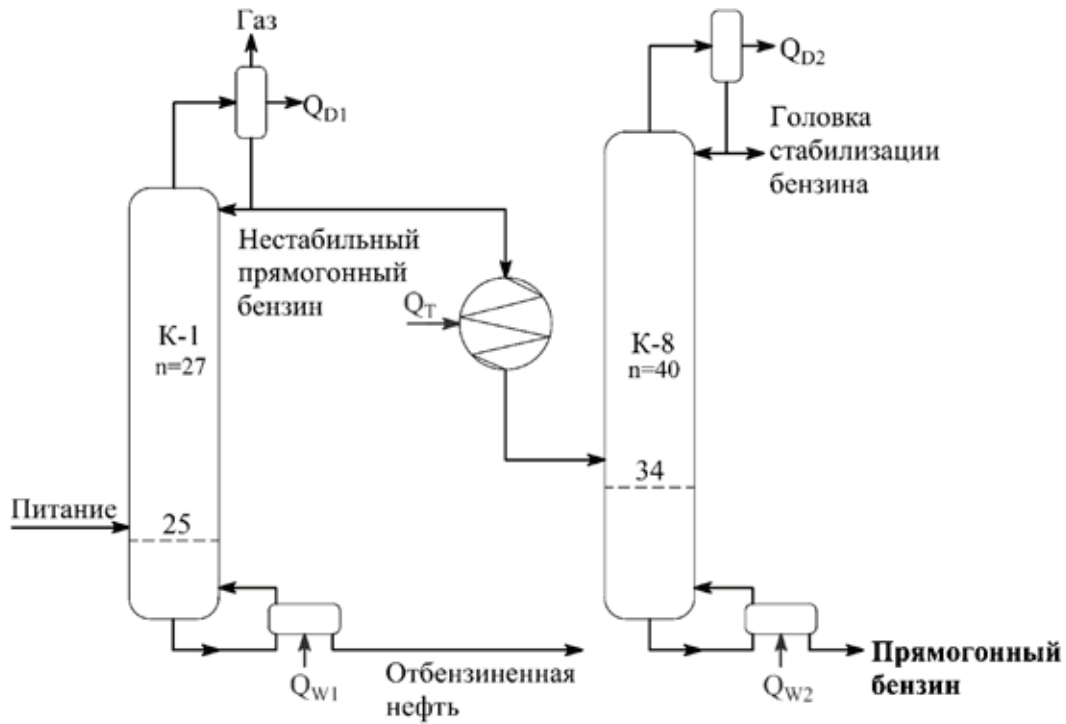 Газ
Q_D1
Q_D2
Головка
стабилизации
бензина
Нестабильный
прямогонный
бензин
Q_T
К-1
n=27
К-8
n=40
34
Питание
25
Q_W1
Отбензиненная
нефть
Q_W2
Прямогонный
бензин